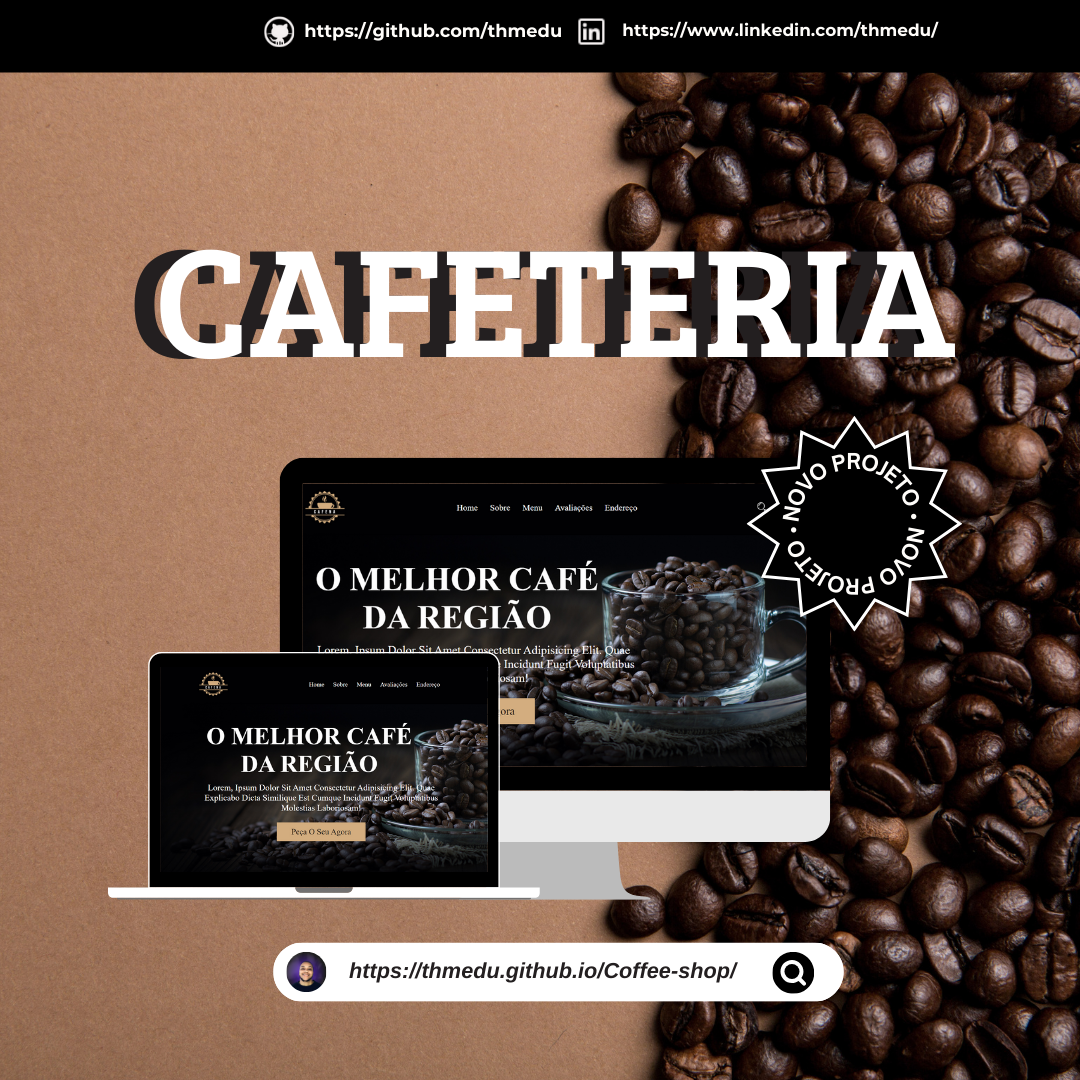 https://github.com/thmedu
in
https://www.linkedin.com/thmedu/
CAFETERIA
NOVO PROJETO • NOVO PROJETO •
CAFENA
Home Sobre Menu Avaliações Endereço
O MELHOR CAFÉ
DA REGIÃO
Lorem, Ipsum Dolor Sit Amet Consectetur Adipisicing Elit. Quae
Incidunt Fugit Voluptatibus
osam!
ora
Home Sobre Menu Avaliações Endereço
O MELHOR CAFÉ
DA REGIÃO
Lorem, Ipsum Dolor Sit Amet Consectetur Adipisicing Elit. Quae
Explicabo Dicta Similique Est Cumque Incidunt Fugit Voluptatibus
Molestias Laboriosam!
Peça O Seu Agora
https://thmedu.github.io/Coffee-shop/